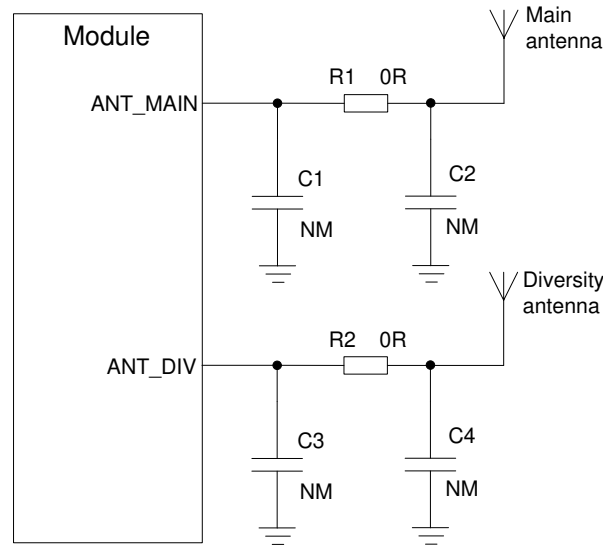 Module
Main
antenna
R1 0R
ANT_MAIN
C1
C2
NM
NM
Diversity
antenna
R2 0R
ANT_DIV
C3
C4
NM
NM